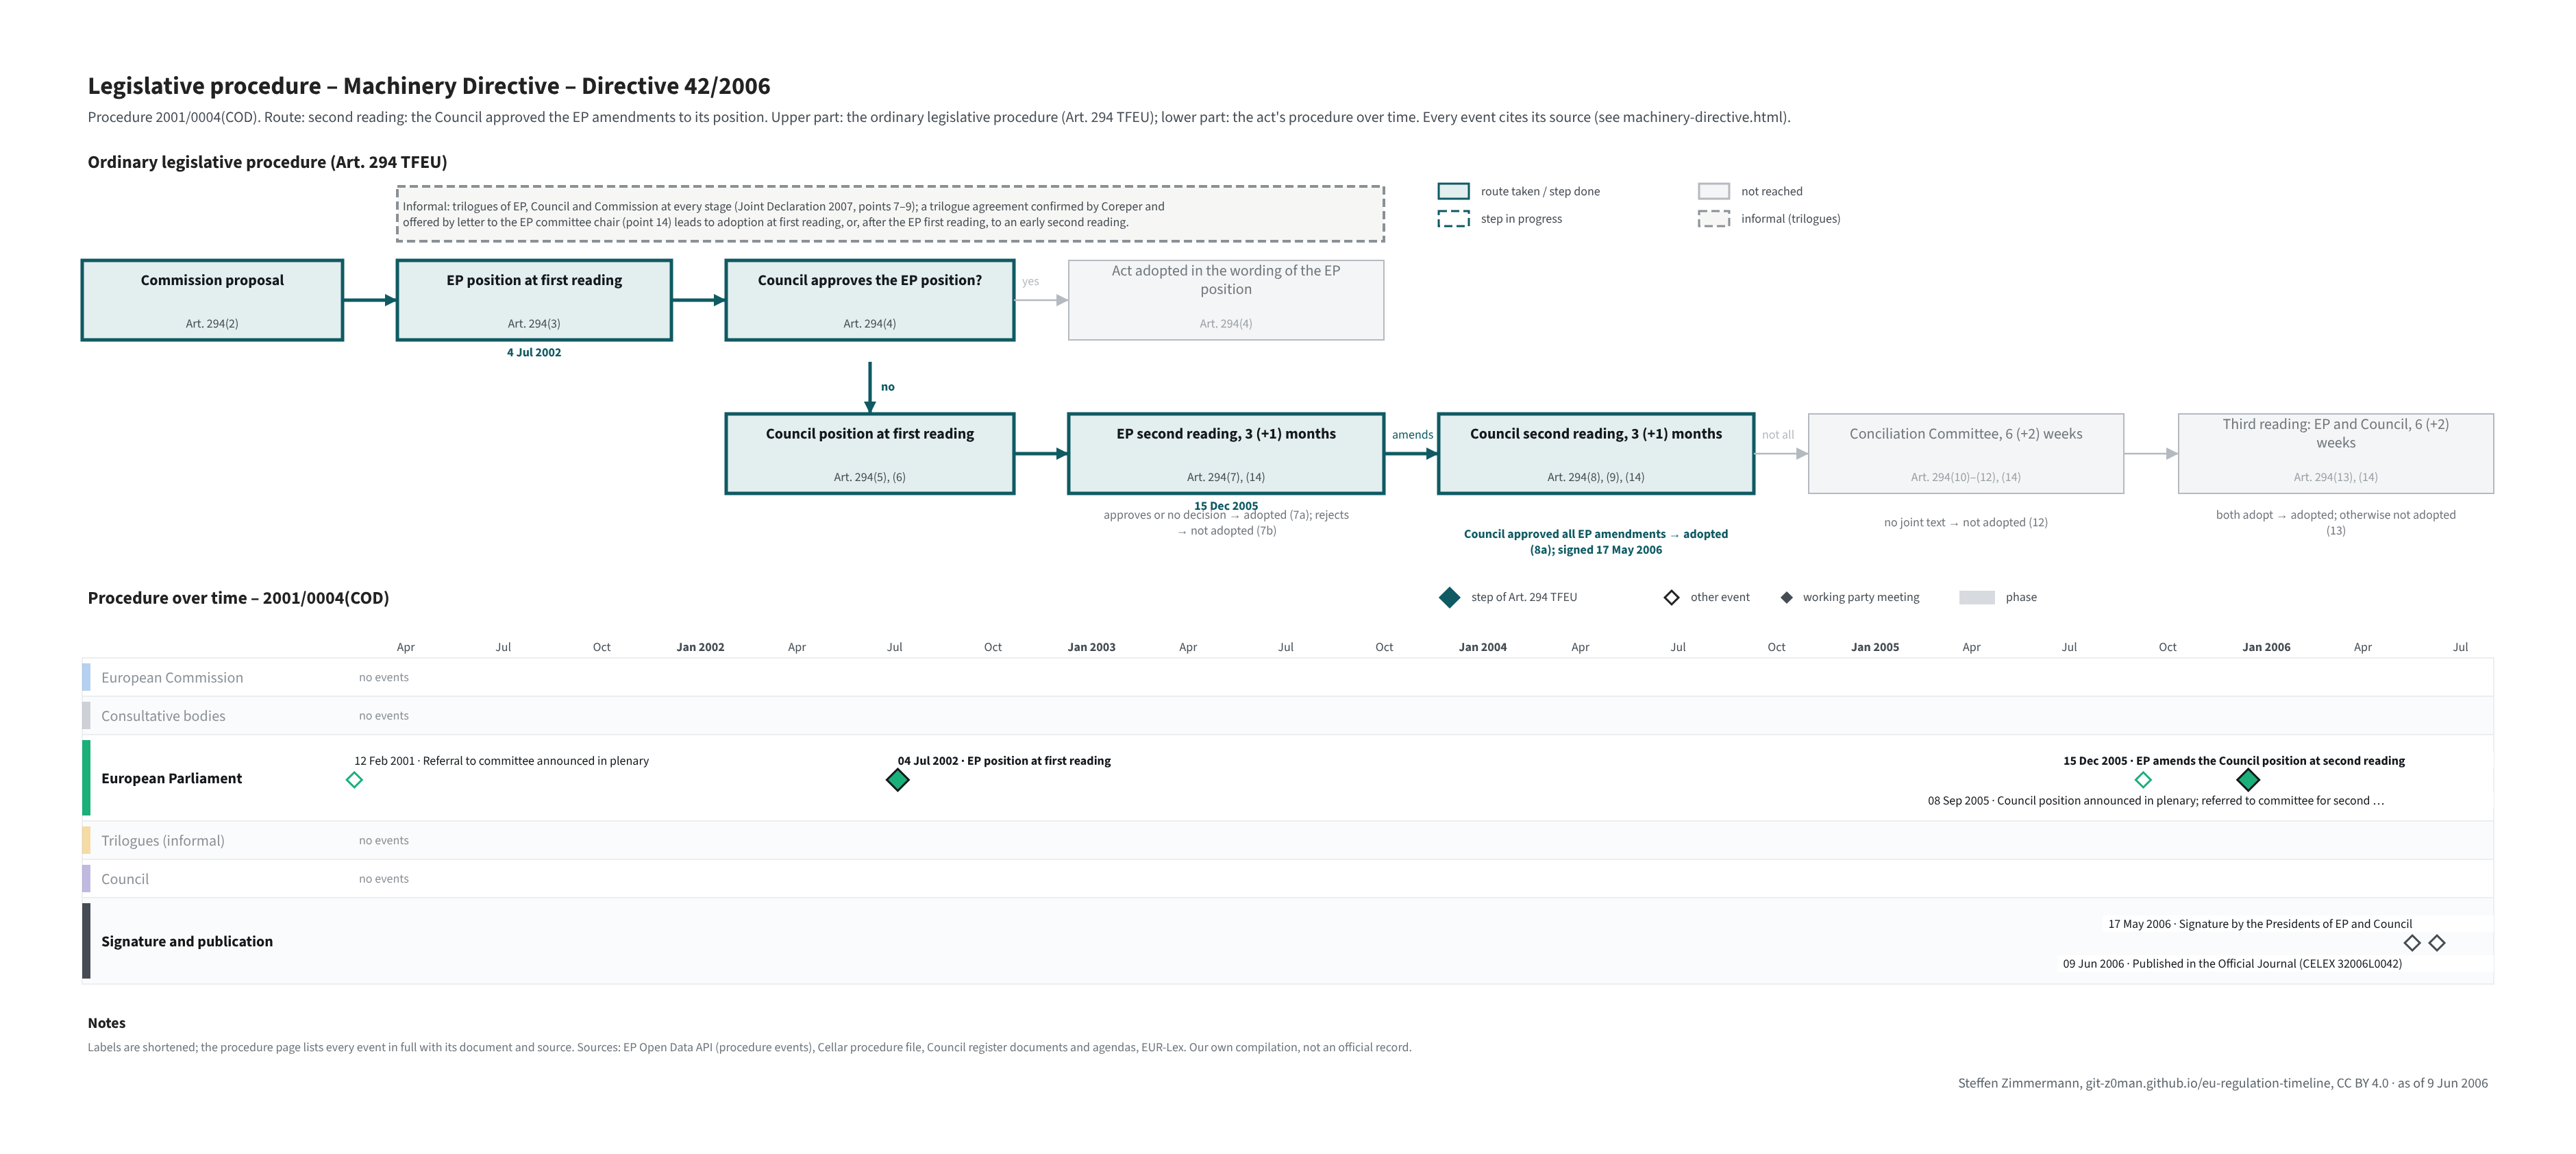 Legislative procedure – Machinery Directive – Directive 42/2006
Procedure 2001/0004(COD). Route: second reading: the Council approved the EP amendments to its position. Upper part: the ordinary legislative procedure (Art. 294 TFEU); lower part: the act's procedure over time. Every event cites its source (see machinery-directive.html).
Ordinary legislative procedure (Art. 294 TFEU)
Informal: trilogues of EP, Council and Commission at every stage (Joint Declaration 2007, points 7–9); a trilogue agreement confirmed by Coreper and
offered by letter to the EP committee chair (point 14) leads to adoption at first reading, or, after the EP first reading, to an early second reading.
route taken / step done
not reached
step in progress
informal (trilogues)
Commission proposal
Art. 294(2)
EP position at first reading
Art. 294(3)
4 Jul 2002
Council approves the EP position?
Art. 294(4)
yes
Act adopted in the wording of the EP
position
Art. 294(4)
no
Council position at first reading
Art. 294(5), (6)
EP second reading, 3 (+1) months
Art. 294(7), (14)
15 Dec 2005
approves or no decision → adopted (7a); rejects
→ not adopted (7b)
amends
Council second reading, 3 (+1) months
Art. 294(8), (9), (14)
Council approved all EP amendments → adopted
(8a); signed 17 May 2006
not all
Conciliation Committee, 6 (+2) weeks
Art. 294(10)–(12), (14)
no joint text → not adopted (12)
Third reading: EP and Council, 6 (+2)
weeks
Art. 294(13), (14)
both adopt → adopted; otherwise not adopted
(13)
Procedure over time – 2001/0004(COD)
step of Art. 294 TFEU
other event
working party meeting
phase
Apr Jul Oct Jan 2002 Apr Jul Oct Jan 2003 Apr Jul Oct Jan 2004 Apr Jul Oct Jan 2005 Apr Jul Oct Jan 2006 Apr Jul
European Commission
no events
Consultative bodies
no events
European Parliament
12 Feb 2001 · Referral to committee announced in plenary
04 Jul 2002 · EP position at first reading
15 Dec 2005 · EP amends the Council position at second reading
08 Sep 2005 · Council position announced in plenary; referred to committee for second …
Trilogues (informal)
no events
Council
no events
Signature and publication
17 May 2006 · Signature by the Presidents of EP and Council
09 Jun 2006 · Published in the Official Journal (CELEX 32006L0042)
Notes
Labels are shortened; the procedure page lists every event in full with its document and source. Sources: EP Open Data API (procedure events), Cellar procedure file, Council register documents and agendas, EUR-Lex. Our own compilation, not an official record.
Steffen Zimmermann, git-z0man.github.io/eu-regulation-timeline, CC BY 4.0 · as of 9 Jun 2006